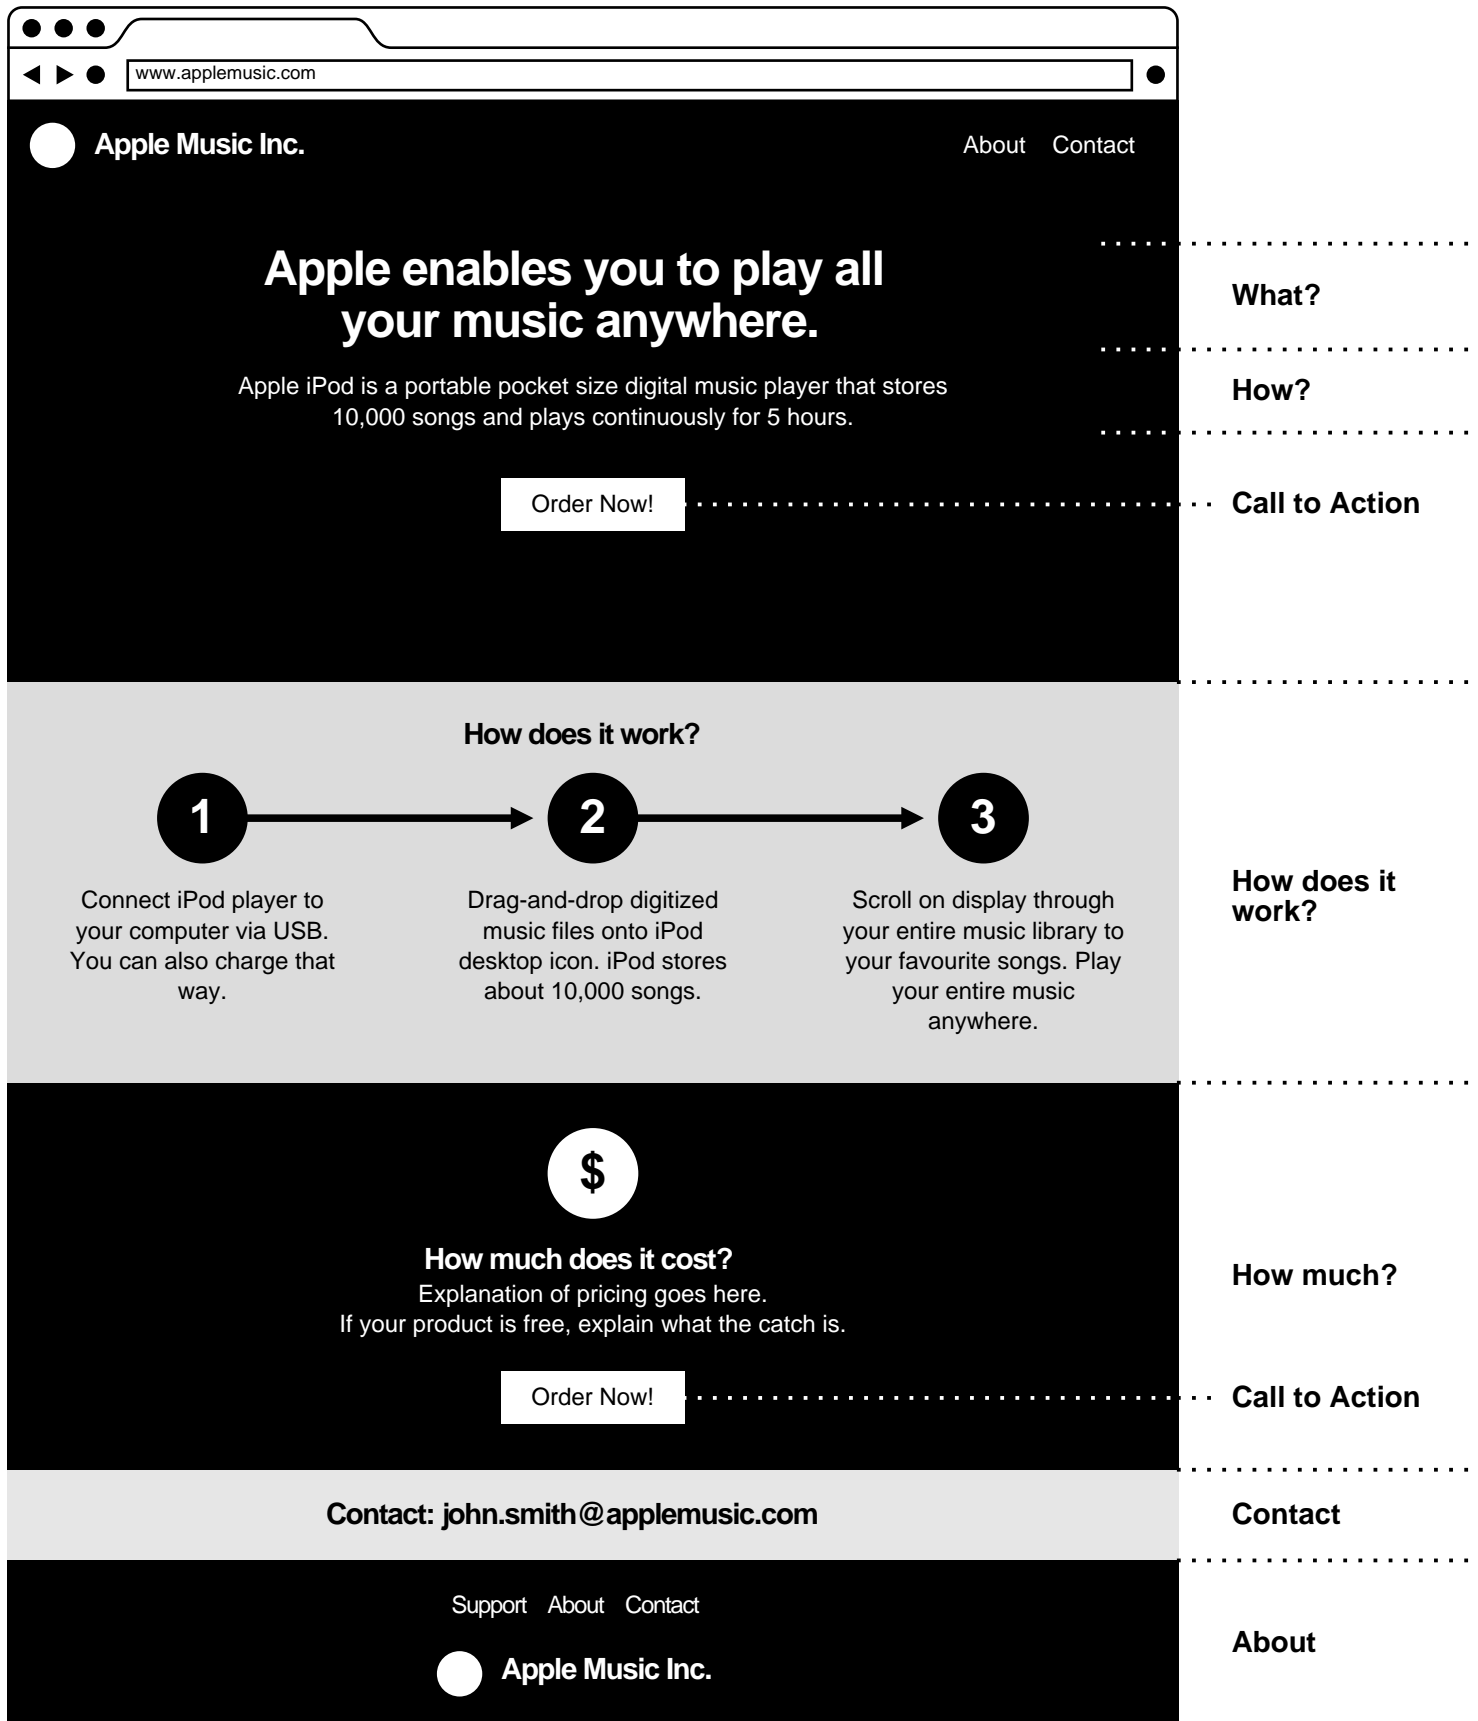 www.applemusic.com
Apple Music Inc.
About Contact
Apple enables you to play all
your music anywhere.
What?
Apple iPod is a portable pocket size digital music player that stores
10,000 songs and plays continuously for 5 hours.
How?
Order Now!
Call to Action
How does it work?
1
2
3
Connect iPod player to
your computer via USB.
You can also charge that
way.
Drag-and-drop digitized
music files onto iPod
desktop icon. iPod stores
about 10,000 songs.
Scroll on display through
your entire music library to
your favourite songs. Play
your entire music
anywhere.
How does it
work?
$
How much does it cost?
Explanation of pricing goes here.
If your product is free, explain what the catch is.
How much?
Order Now!
Call to Action
Contact: john.smith@applemusic.com
Contact
Support About Contact
Apple Music Inc.
About